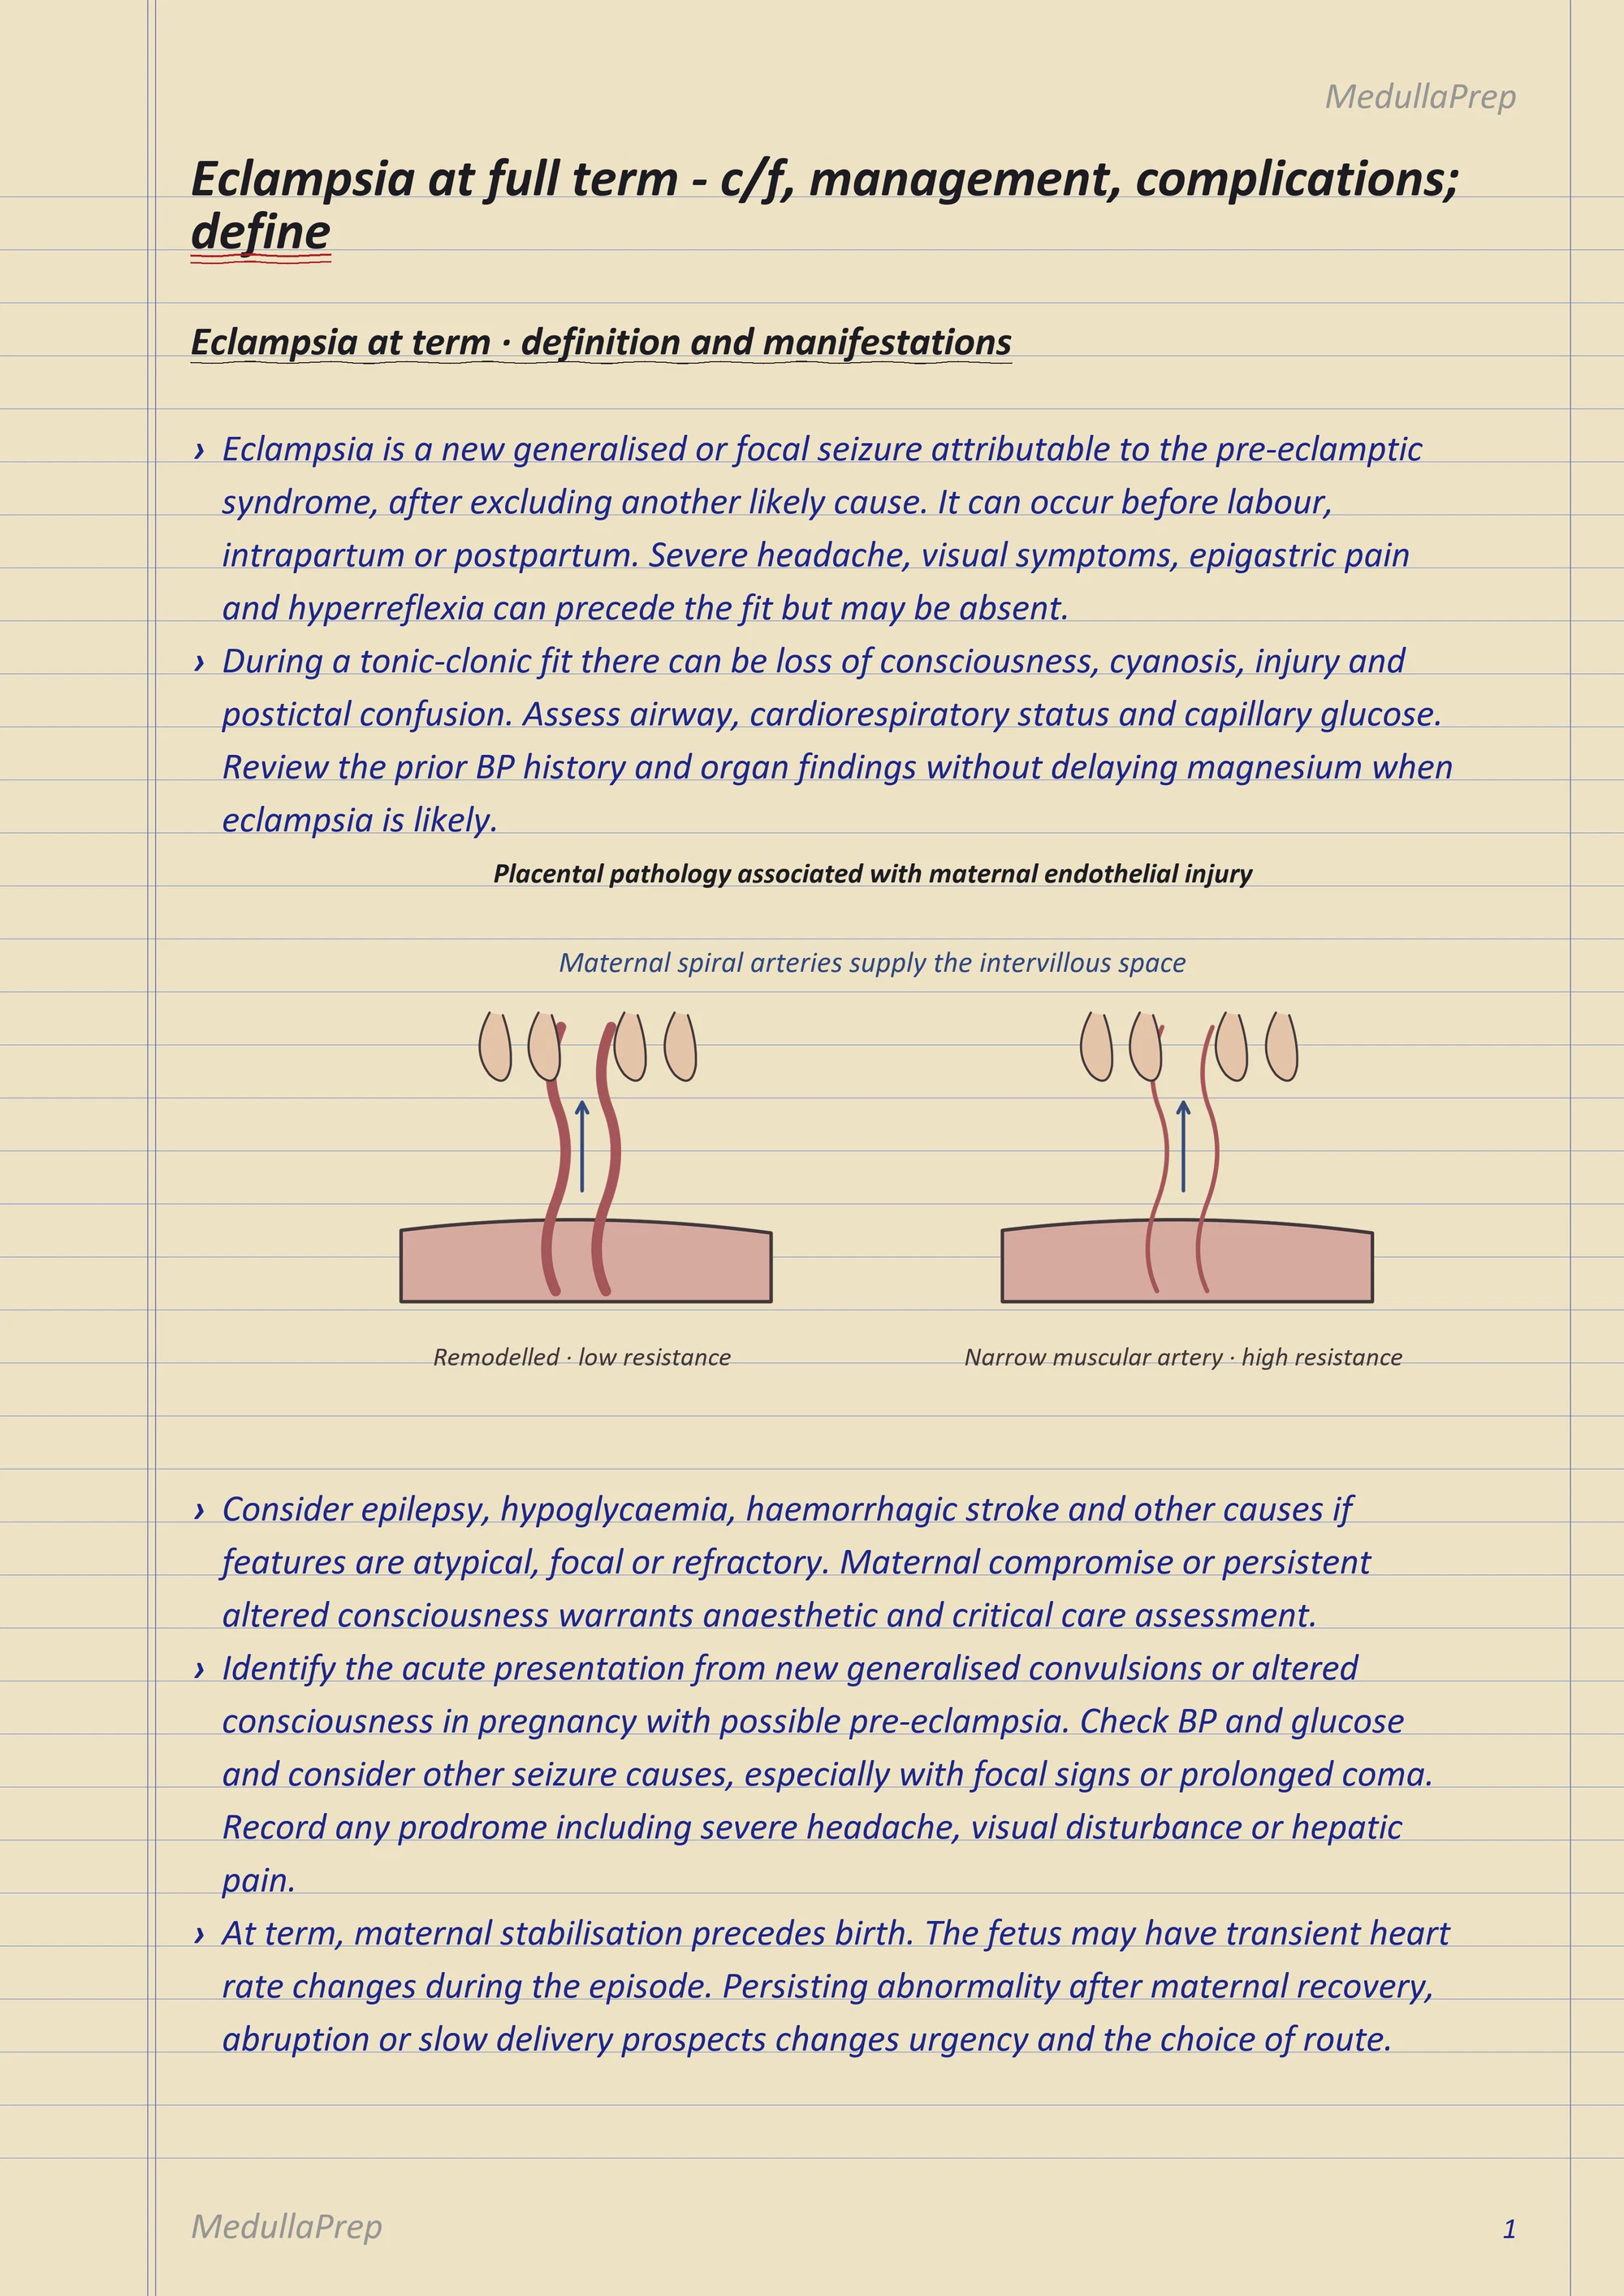 MedullaPrep
Eclampsia at full term - c/f, management, complications;
define
Eclampsia at term · definition and manifestations
› Eclampsia is a new generalised or focal seizure attributable to the pre-eclamptic
syndrome, after excluding another likely cause. It can occur before labour,
intrapartum or postpartum. Severe headache, visual symptoms, epigastric pain
and hyperreflexia can precede the fit but may be absent.
› During a tonic-clonic fit there can be loss of consciousness, cyanosis, injury and
postictal confusion. Assess airway, cardiorespiratory status and capillary glucose.
Review the prior BP history and organ findings without delaying magnesium when
eclampsia is likely.
Placental pathology associated with maternal endothelial injury
Maternal spiral arteries supply the intervillous space
Remodelled · low resistance
Narrow muscular artery · high resistance
› Consider epilepsy, hypoglycaemia, haemorrhagic stroke and other causes if
features are atypical, focal or refractory. Maternal compromise or persistent
altered consciousness warrants anaesthetic and critical care assessment.
› Identify the acute presentation from new generalised convulsions or altered
consciousness in pregnancy with possible pre-eclampsia. Check BP and glucose
and consider other seizure causes, especially with focal signs or prolonged coma.
Record any prodrome including severe headache, visual disturbance or hepatic
pain.
› At term, maternal stabilisation precedes birth. The fetus may have transient heart
rate changes during the episode. Persisting abnormality after maternal recovery,
abruption or slow delivery prospects changes urgency and the choice of route.
MedullaPrep
1